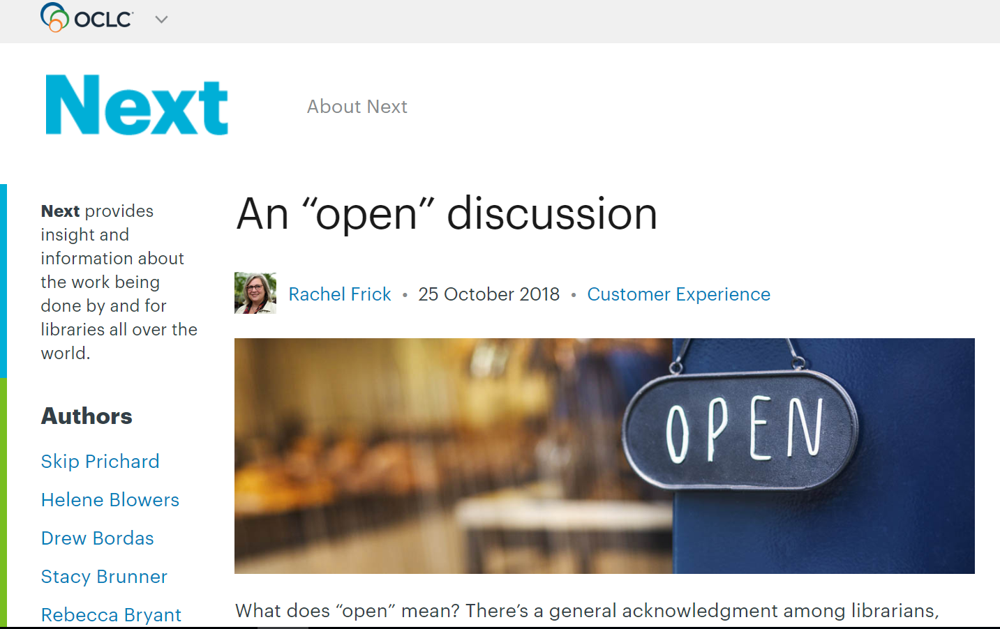 OCLC
Next
About Next
Next provides
insight and
information about
the work being
done by and for
libraries all over the
world.
Authors
Skip Prichard
Helene Blowers
Drew Bordas
Stacy Brunner
Rebecca Bryant
An “open” discussion
Rachel Frick • 25 October 2018 • Customer Experience
OPEN
What does “open” mean? There’s a general acknowledgment among librarians,